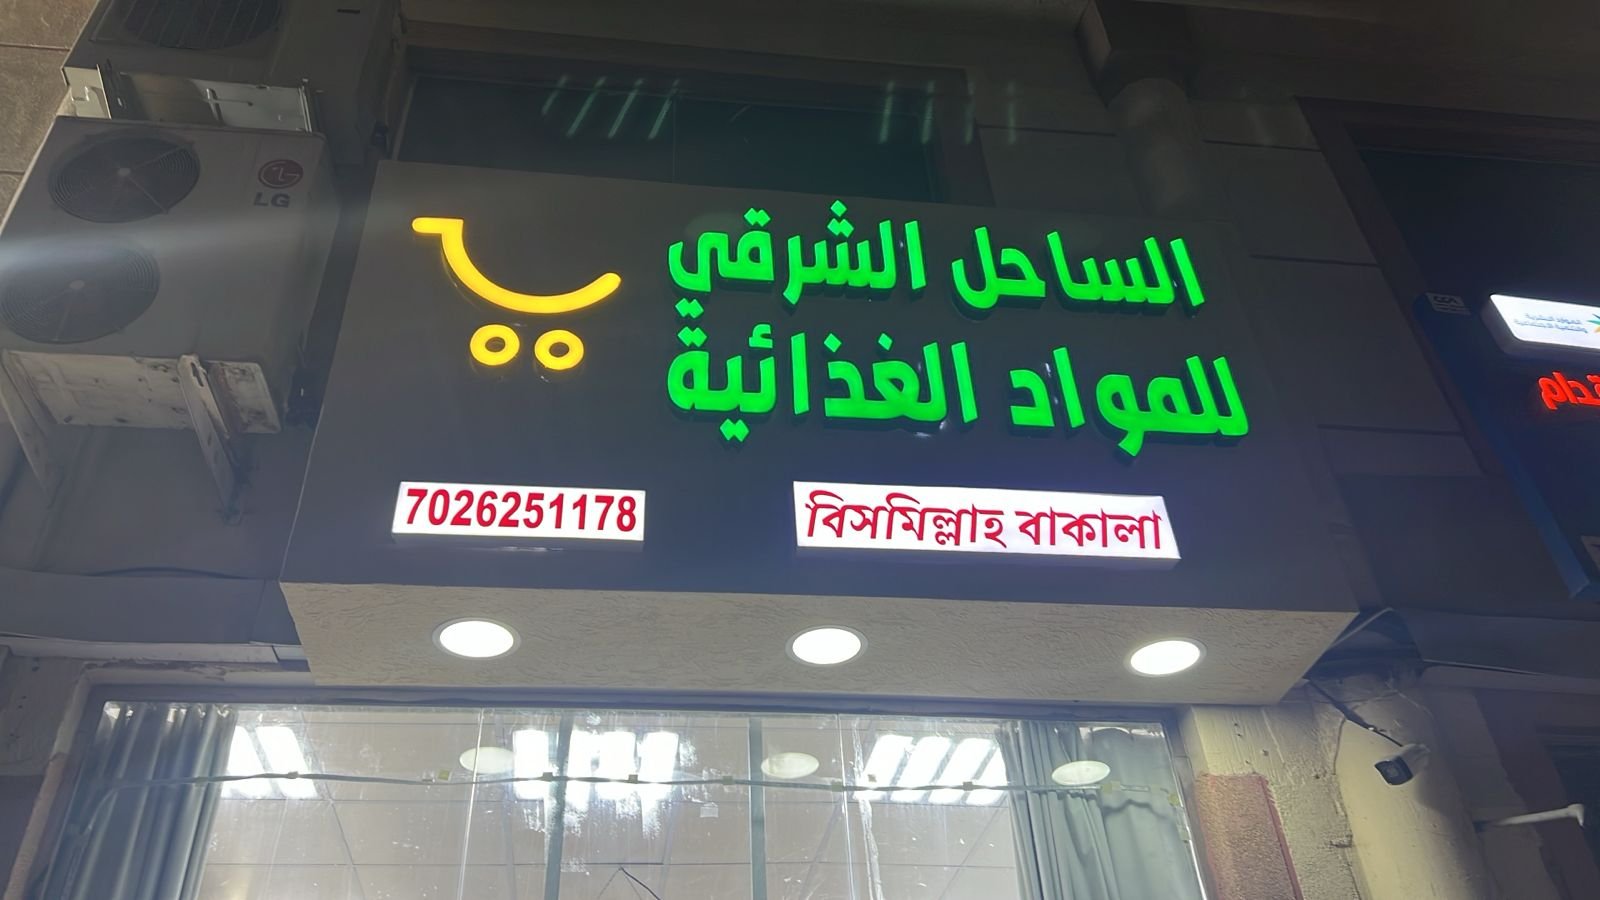 الساحل الشرقي
للمواد الغذائية
7026251178
বিসমিল্লাহ বাকালা
LG